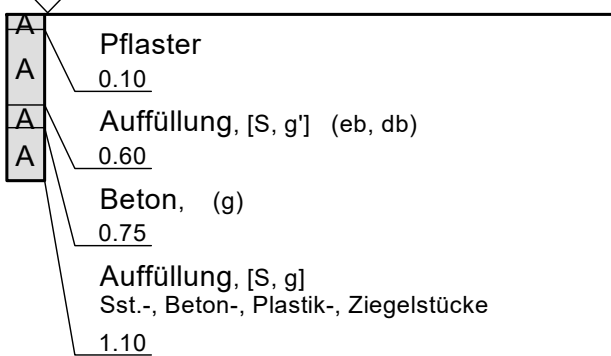 A
Pflaster
A
0.10
A
Auffüllung, [S, g'] (eb, db)
A
0.60
Beton, (g)
0.75
Auffüllung, [S, g]
Sst.-, Beton-, Plastik-, Ziegelstücke
1.10